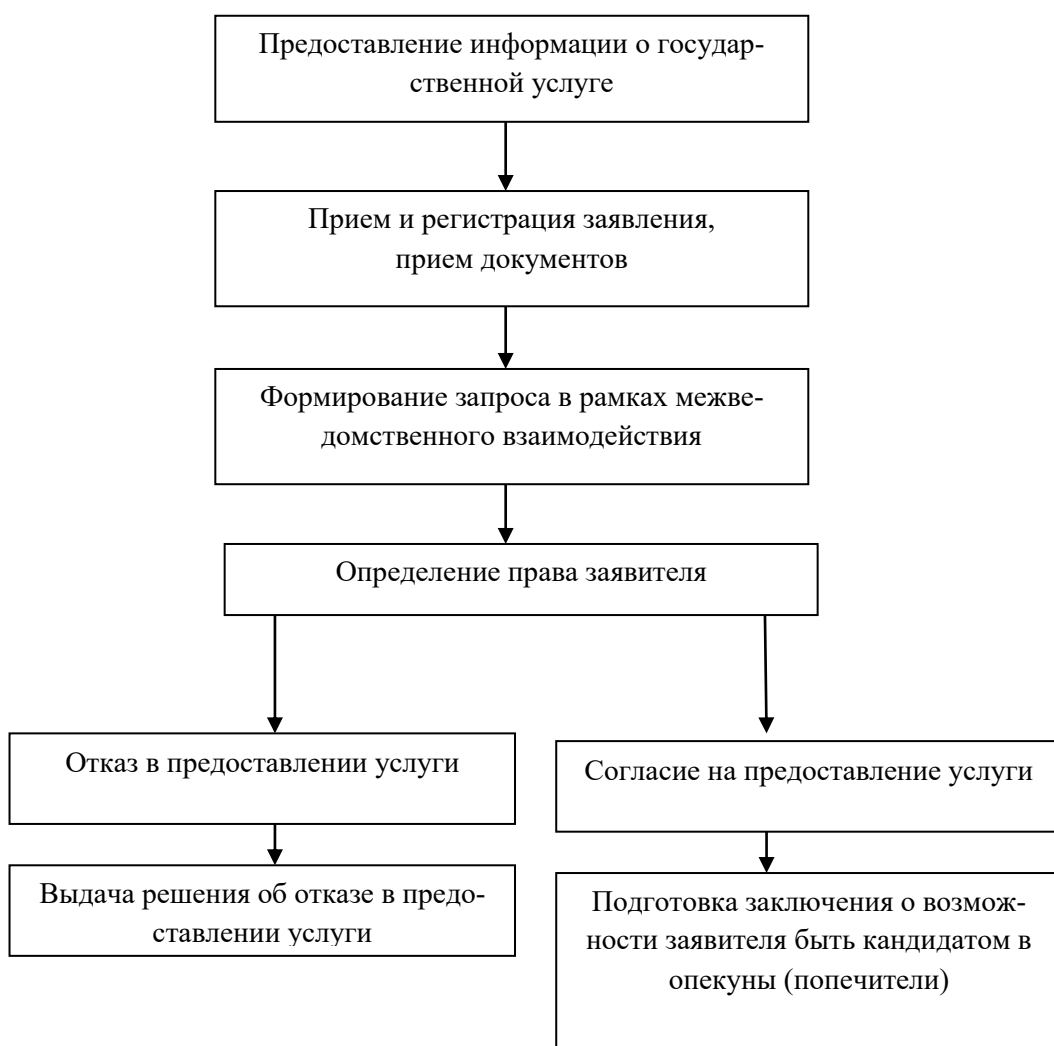 Предоставление информации о государ-
ственной услуге
Прием и регистрация заявления,
прием документов
Формирование запроса в рамках межве-
домственного взаимодействия
Определение права заявителя
Отказ в предоставлении услуги
Согласие на предоставление услуги
Выдача решения об отказе в предо-
ставлении услуги
Подготовка заключения о возмож-
ности заявителя быть кандидатом в
опекуны (попечители)